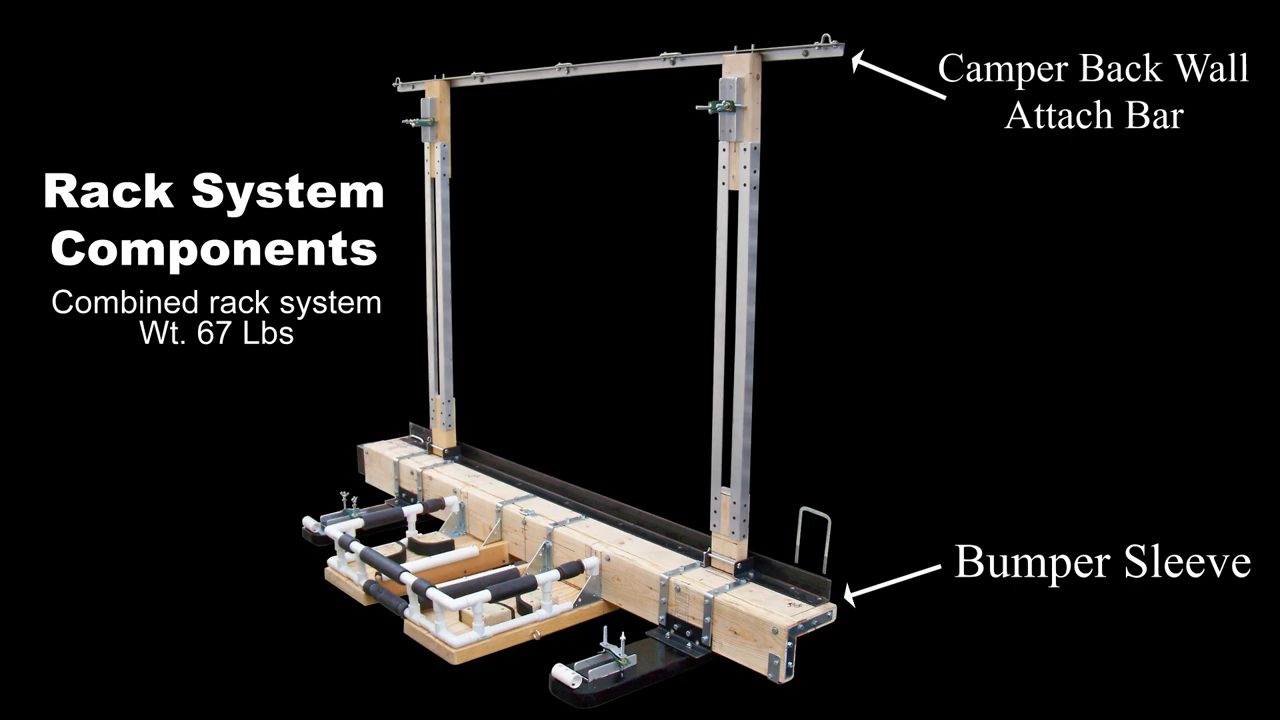 Rack System
Components
Combined rack system
Wt. 67 Lbs
Camper Back Wall
Attach Bar
Bumper Sleeve